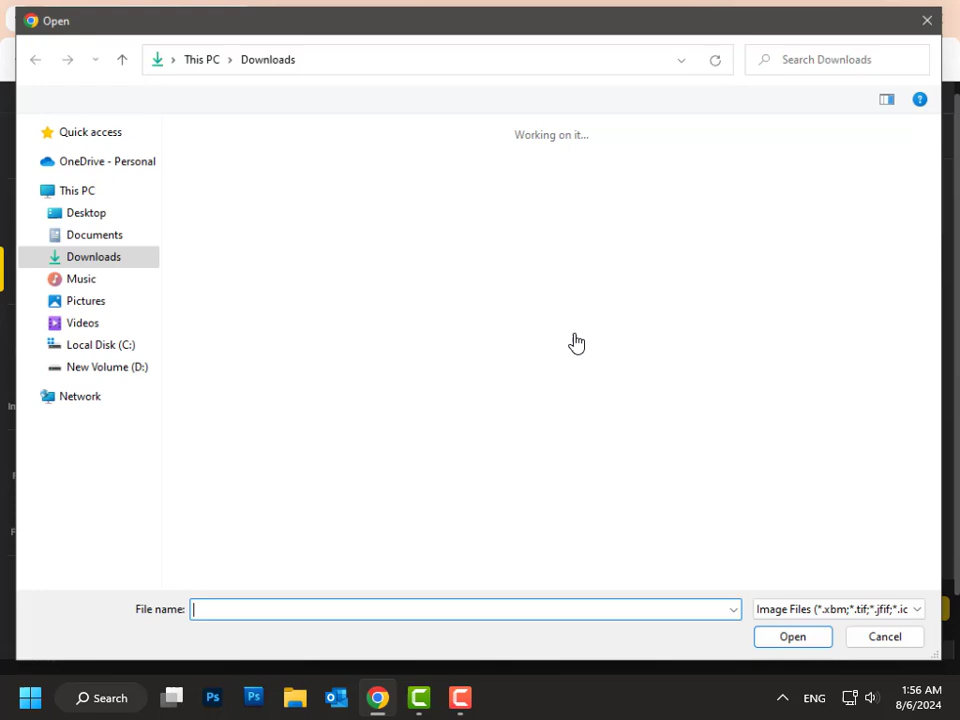 Open
This PC
Downloads
Search Downloads
Quick access
Working on it...
OneDrive - Personal
This PC
Desktop
Documents
Downloads
Music
Pictures
Videos
Local Disk (C:)
New Volume (D:)
Network
File name:
Image Files (*.xbm;*.tif;*.jfif;*.ic
Open
Cancel
Search
Ps
Ps
ENG
1:56 AM
8/6/2024